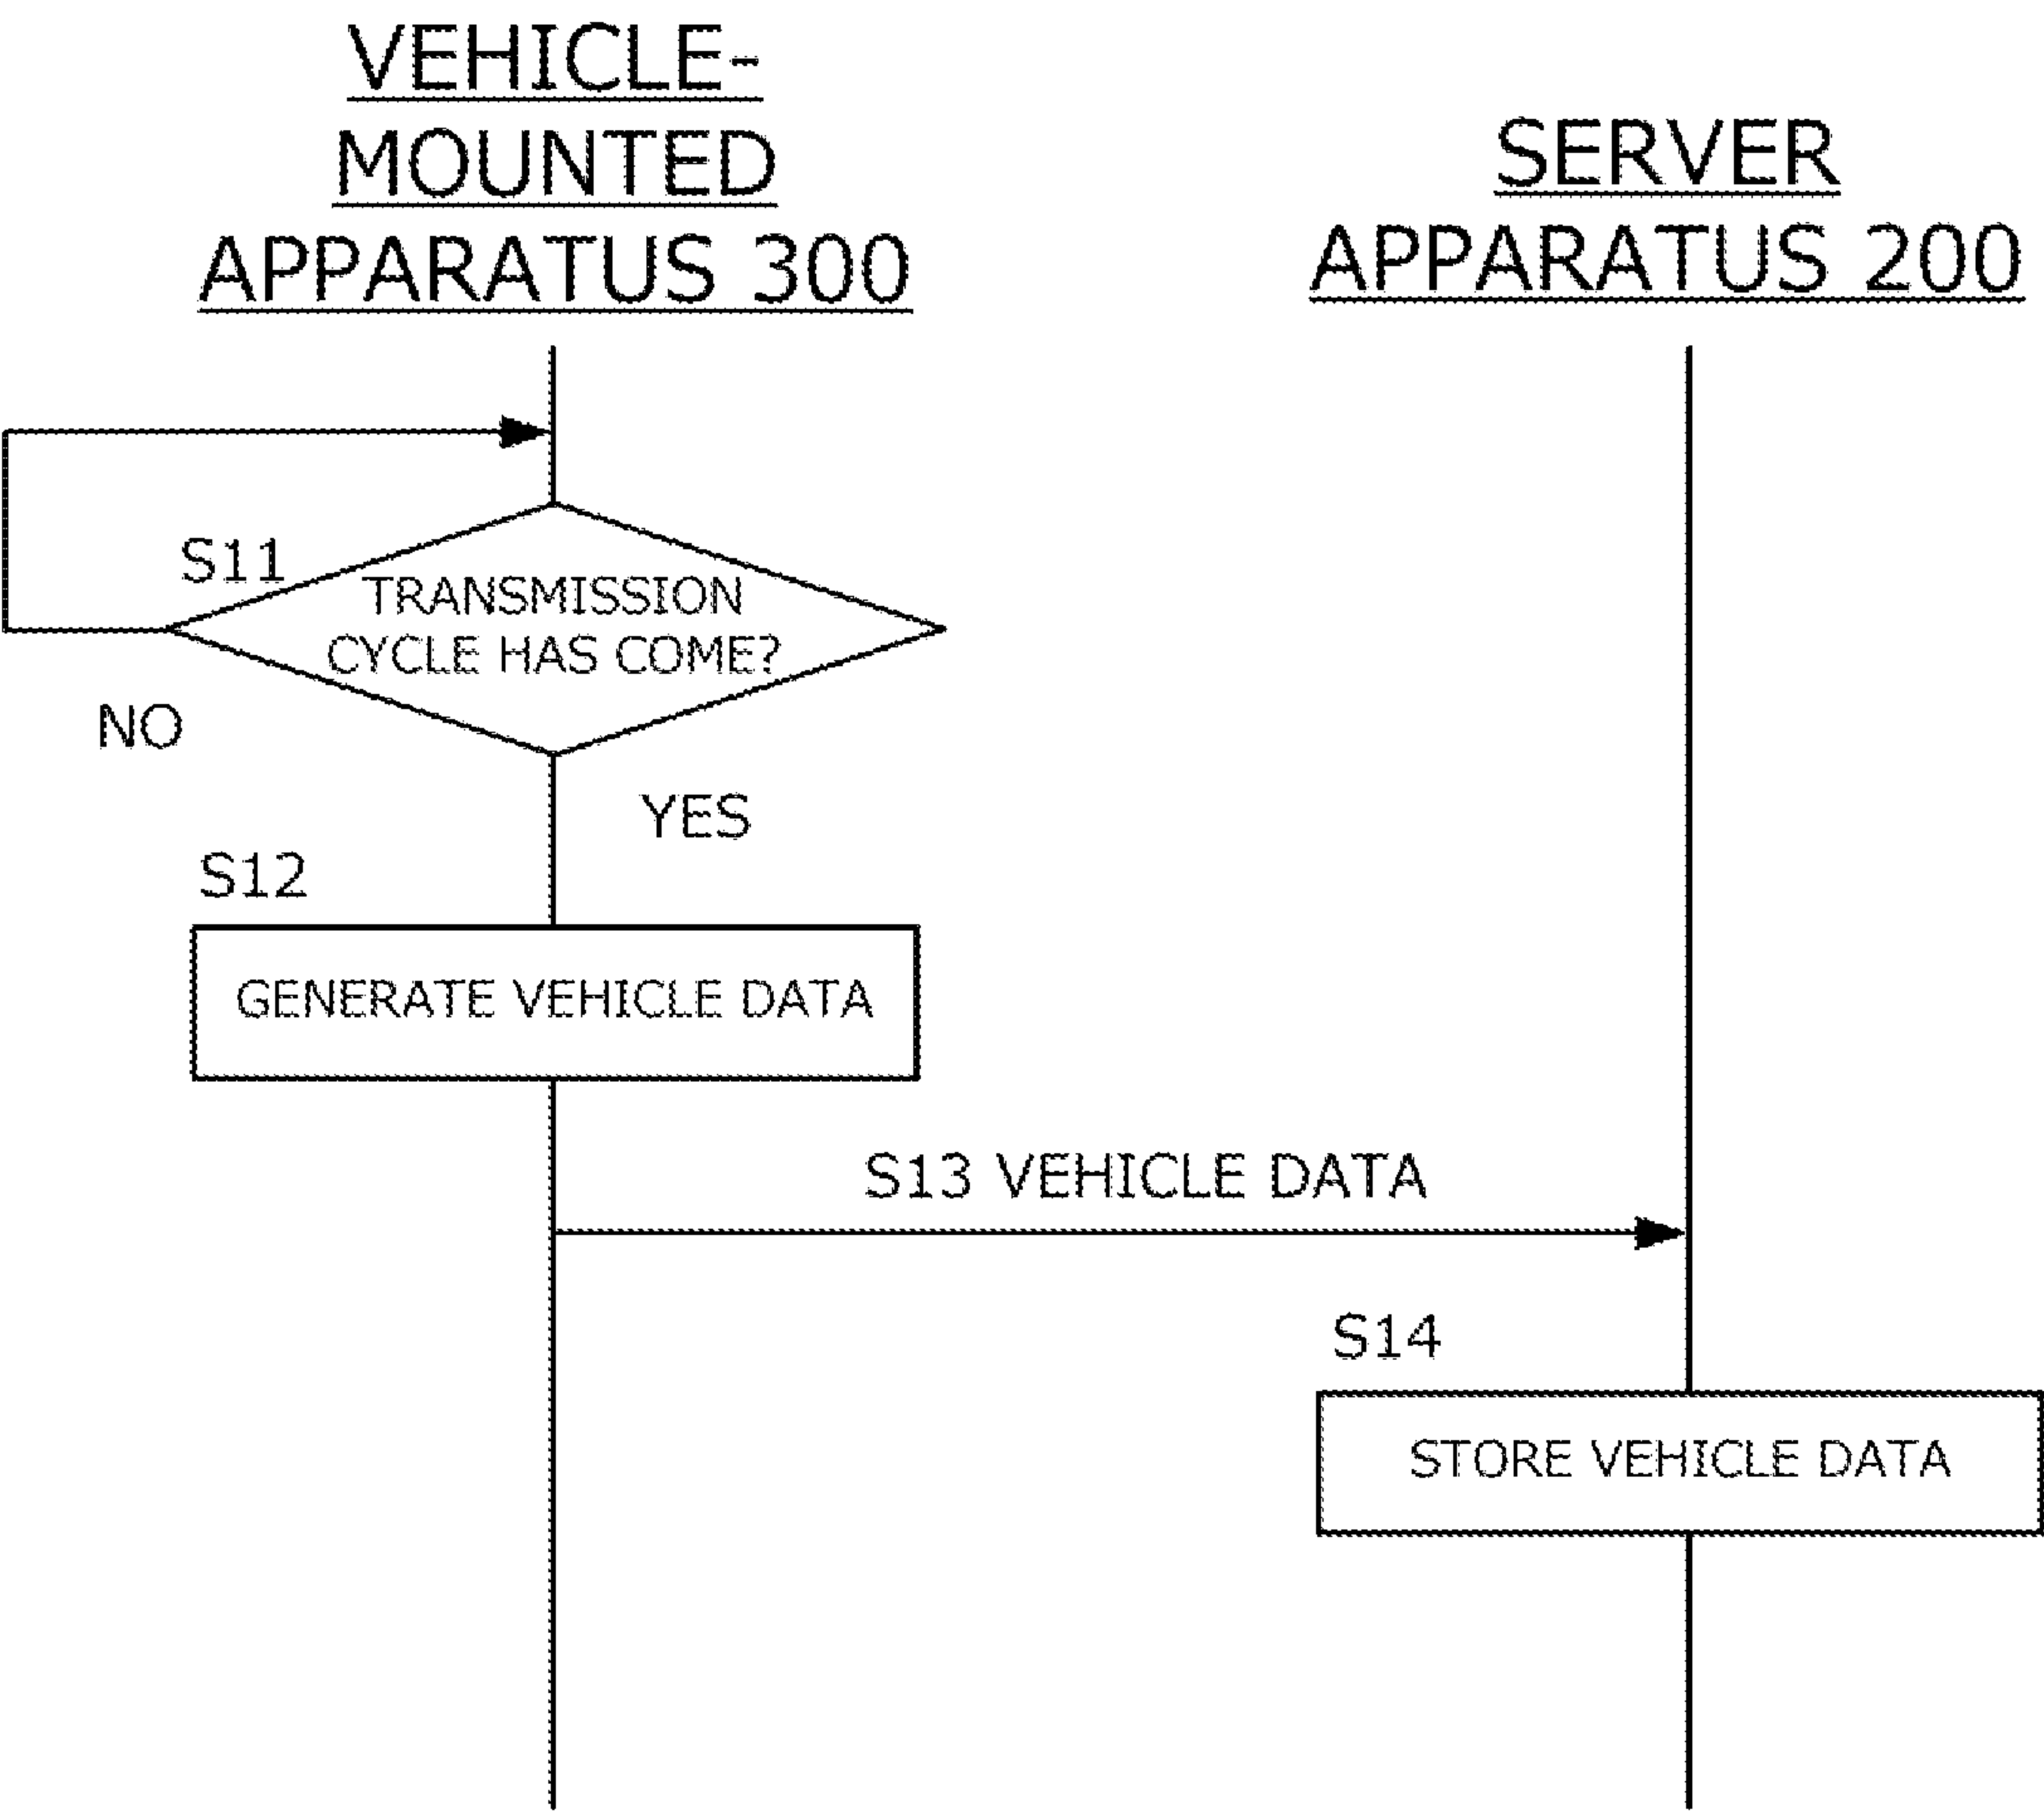 VEHICLE-
MOUNTED
APPARATUS 300
SERVER
APPARATUS 200
S11
TRANSMISSION
CYCLE HAS COME?
NO
YES
S12
GENERATE VEHICLE DATA
S13 VEHICLE DATA
S14
STORE VEHICLE DATA